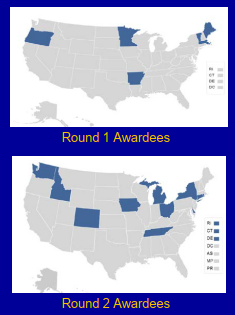 RI
CT
DE
DC
Round 1 Awardees
RI
CT
DE
DC
AS
MP
PR
Round 2 Awardees